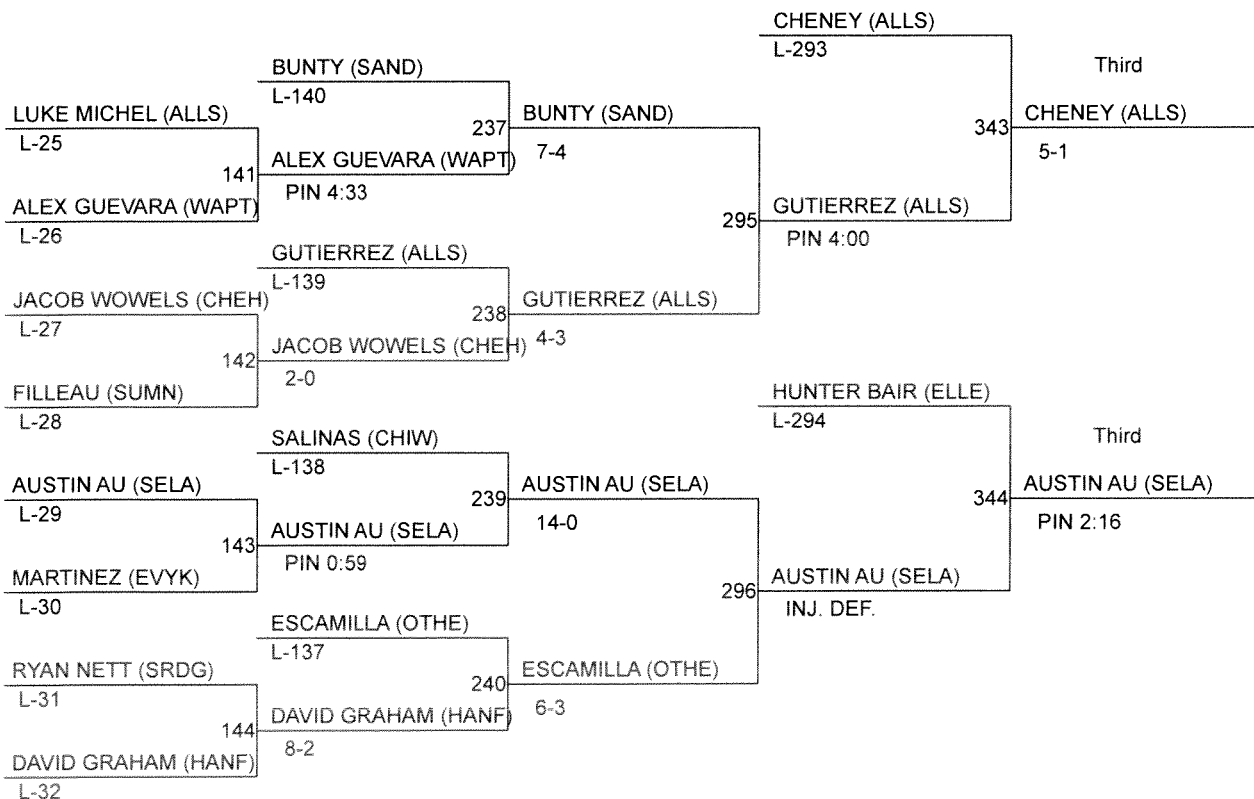 CHENEY (ALLS)
L-293
Third
BUNTY (SAND)
L-140
LUKE MICHEL (ALLS)
L-25
237
BUNTY (SAND)
7-4
343
CHENEY (ALLS)
5-1
141
ALEX GUEVARA (WAPT)
PIN 4:33
ALEX GUEVARA (WAPT)
L-26
295
GUTIERREZ (ALLS)
PIN 4:00
GUTIERREZ (ALLS)
L-139
JACOB WOWELS (CHEH)
L-27
238
GUTIERREZ (ALLS)
4-3
142
JACOB WOWELS (CHEH)
2-0
FILLEAU (SUMN)
L-28
HUNTER BAIR (ELLE)
L-294
Third
SALINAS (CHIW)
L-138
AUSTIN AU (SELA)
L-29
239
AUSTIN AU (SELA)
14-0
344
AUSTIN AU (SELA)
PIN 2:16
143
AUSTIN AU (SELA)
PIN 0:59
MARTINEZ (EVYK)
L-30
296
AUSTIN AU (SELA)
INJ. DEF.
ESCAMILLA (OTHE)
L-137
RYAN NETT (SRDG)
L-31
240
ESCAMILLA (OTHE)
6-3
144
DAVID GRAHAM (HANF)
8-2
DAVID GRAHAM (HANF)
L-32